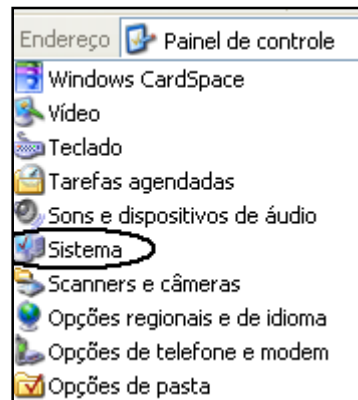 Endereço Painel de controle
Windows CardSpace
Vídeo
Teclado
Tarefas agendadas
Sons e dispositivos de áudio
Sistema
Scanners e câmeras
Opções regionais e de idioma
Opções de telefone e modem
Opções de pasta